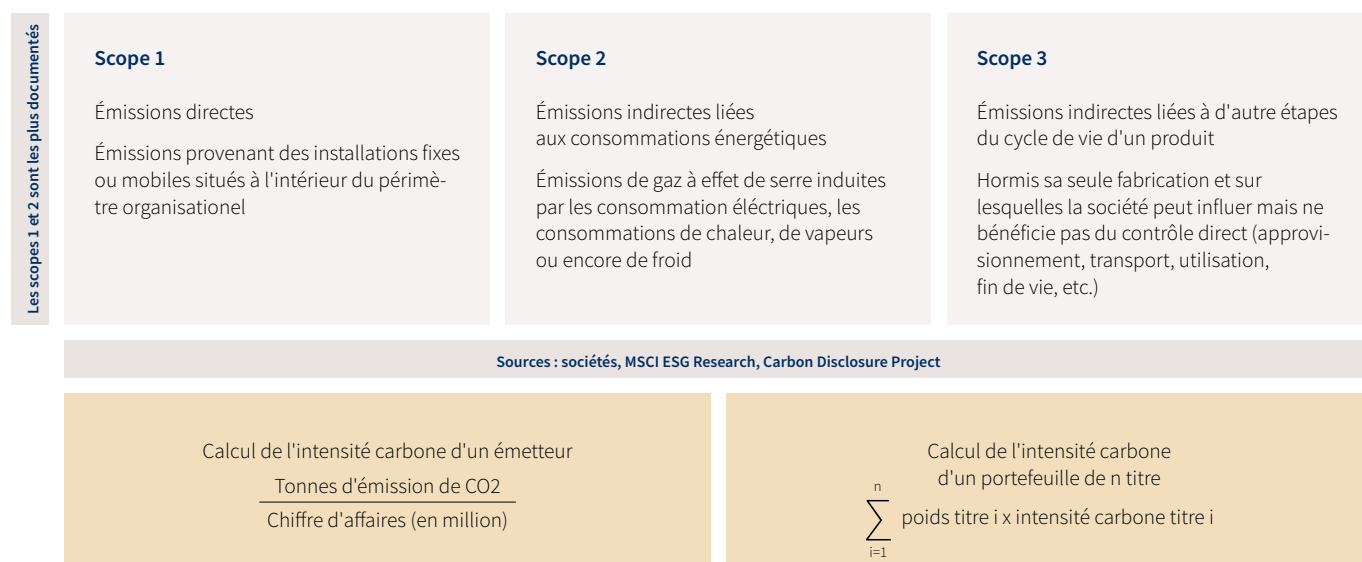 Les scopes 1 et 2 sont les plus documentés
Scope 1
Émissions directes
Émissions provenant des installations fixes
ou mobiles situés à l'intérieur du périmè-
tre organisationel
Scope 2
Émissions indirectes liées
aux consommations énergétiques
Émissions de gaz à effet de serre induites
par les consommation éléctriques, les
consommations de chaleur, de vapeurs
ou encore de froid
Scope 3
Émissions indirectes liées à d'autre étapes
du cycle de vie d'un produit
Hormis sa seule fabrication et sur
lesquelles la société peut influer mais ne
bénéficie pas du contrôle direct (approvi-
sionnement, transport, utilisation,
fin de vie, etc.)
Sources : sociétés, MSCI ESG Research, Carbon Disclosure Project
Calcul de l'intensité carbone d'un émetteur
Tonnes d'émission de CO2
Chiffre d'affaires (en million)
Calcul de l'intensité carbone
d'un portefeuille de n titre
n
∑ poids titre i x intensité carbone titre i
i=1